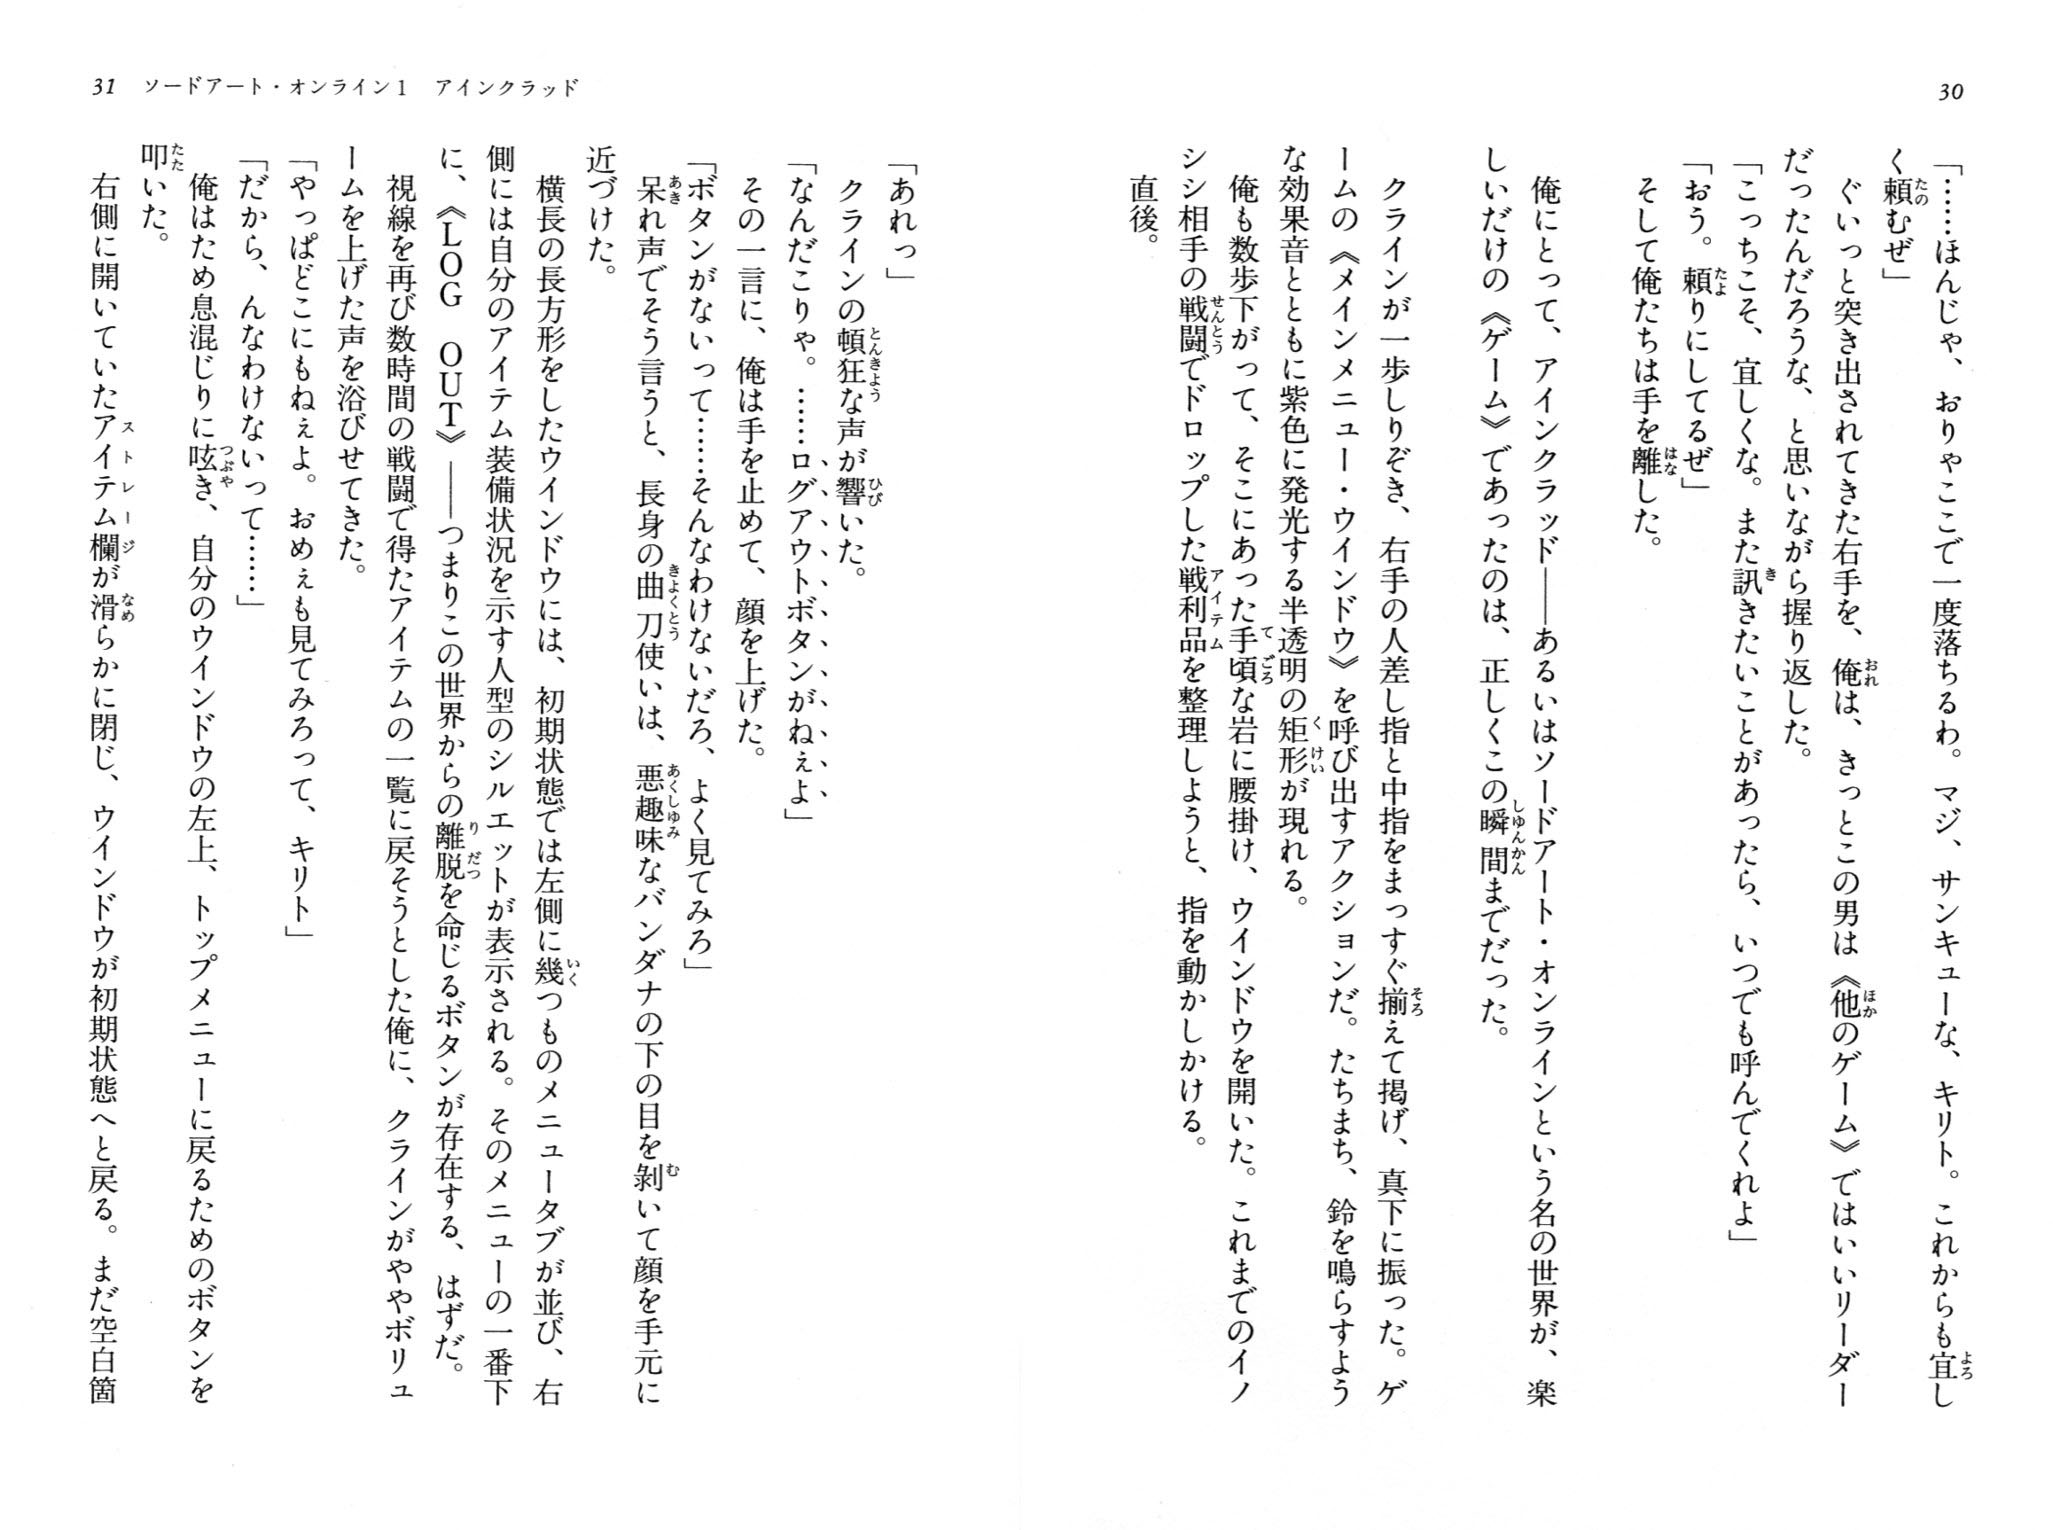 30
「……ほんじゃ、おりゃここで一度落ちるわ。マジ、サンキューな、キリト。これからも宜し
く頼むぜ」
　ぐいっと突き出されてきた右手を、俺は、きっとこの男は《他のゲーム》ではいいリーダー
だったんだろうな、と思いながら握り返した。
「こっちこそ、宜しくな。また訊きたいことがあったら、いつでも呼んでくれよ」
「おう。頼りにしてるぜ」
　そして俺たちは手を離した。
　俺にとって、アインクラッド――あるいはソードアート・オンラインという名の世界が、楽
しいだけの《ゲーム》であったのは、正しくこの瞬間までだった。
　クラインが一歩しりぞき、右手の人差し指と中指をまっすぐ揃えて掲げ、真下に振った。ゲ
ームの《メインメニュー・ウインドウ》を呼び出すアクションだ。たちまち、鈴を鳴らすよう
な効果音とともに紫色に発光する半透明の矩形が現れる。
　俺も数歩下がって、そこにあった手頃な岩に腰掛け、ウインドウを開いた。これまでのイノ
シシ相手の戦闘でドロップした戦利品を整理しようと、指を動かしかける。
　直後。
31　ソードアート・オンライン1　アインクラッド
「あれっ」
　クラインの頓狂な声が響いた。
「なんだこりゃ。……ログアウトボタンがねぇよ」
　その一言に、俺は手を止めて、顔を上げた。
「ボタンがないって……そんなわけないだろ、よく見てみろ」
　呆れ声でそう言うと、長身の曲刀使いは、悪趣味なバンダナの下の目を剝いて顔を手元に
近づけた。
　横長の長方形をしたウインドウには、初期状態では左側に幾つものメニュータブが並び、右
側には自分のアイテム装備状況を示す人型のシルエットが表示される。そのメニューの一番下
に、《LOG　OUT》――つまりこの世界からの離脱を命じるボタンが存在する、はずだ。
　視線を再び数時間の戦闘で得たアイテムの一覧に戻そうとした俺に、クラインがややボリュ
ームを上げた声を浴びせてきた。
「やっぱどこにもねぇよ。おめぇも見てみろって、キリト」
「だから、んなわけないって……」
　俺はため息混じりに呟き、自分のウインドウの左上、トップメニューに戻るためのボタンを
叩いた。
　右側に開いていたアイテム欄が滑らかに閉じ、ウインドウが初期状態へと戻る。まだ空白箇